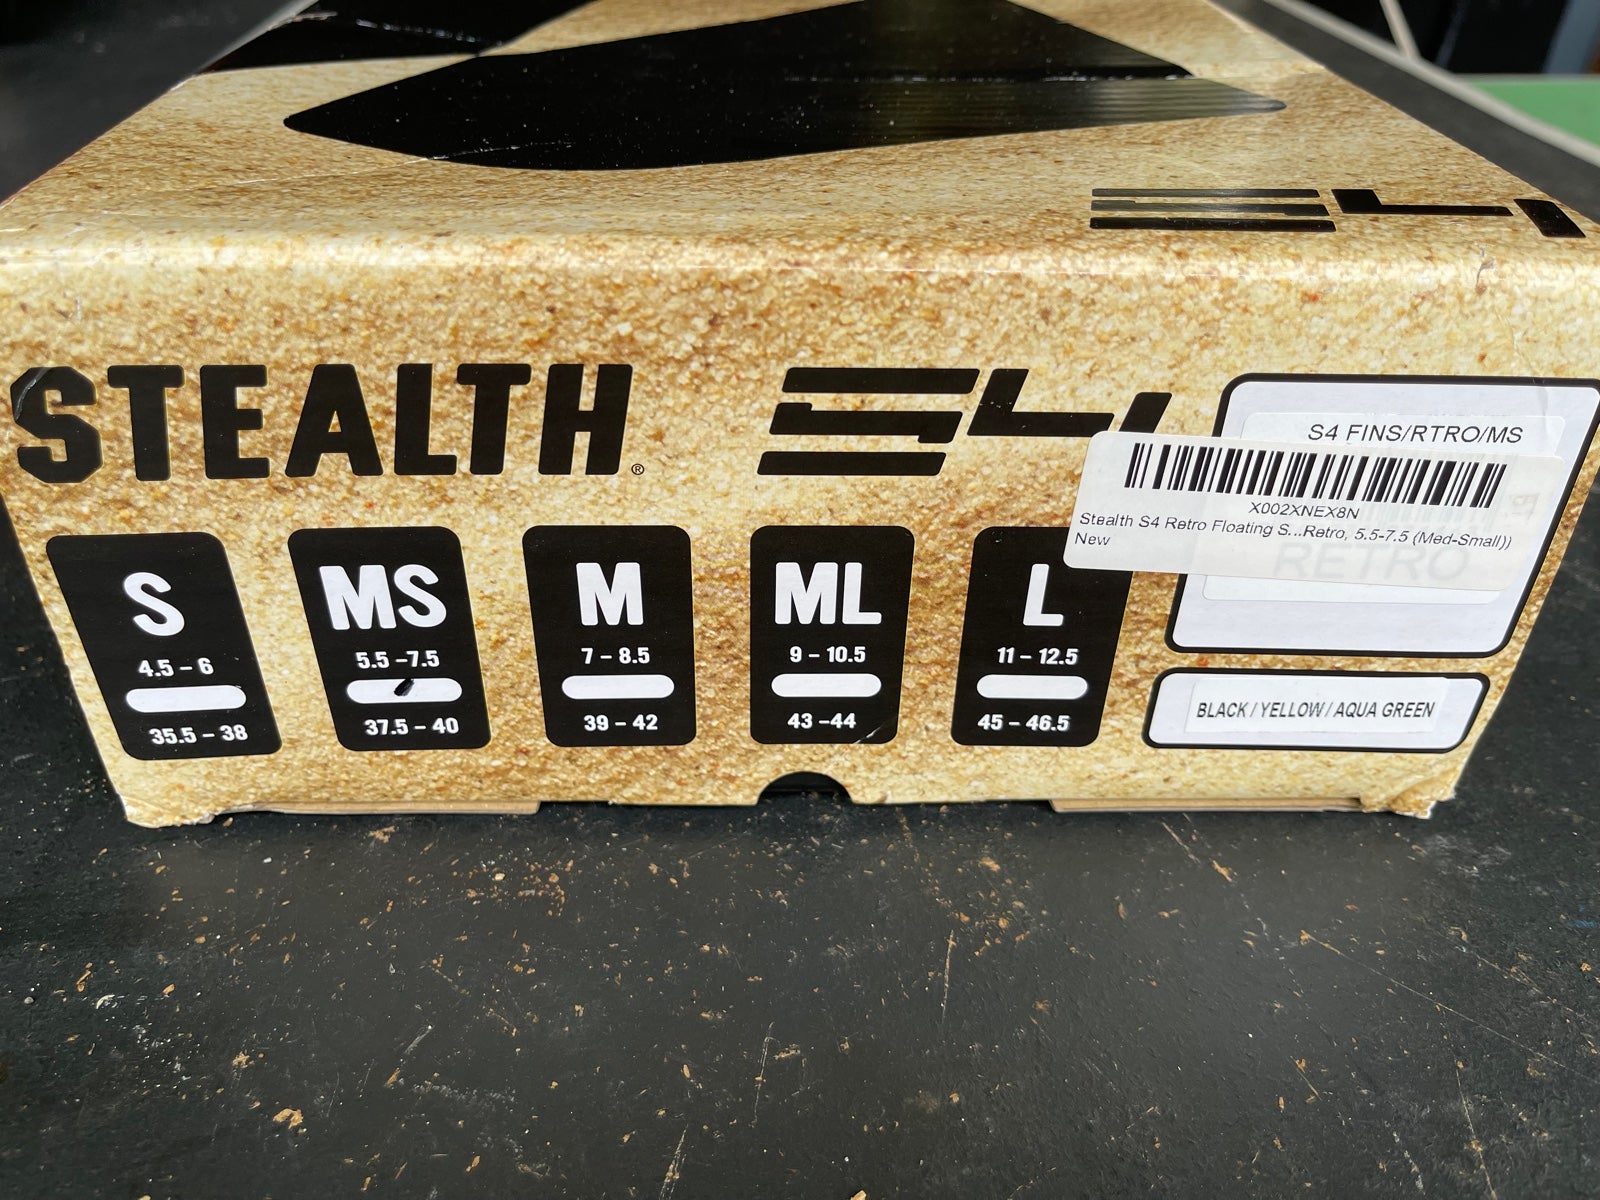 S4
STEALTH® S4
S4 FINS/RTRO/MS
X002XNEX8N
Stealth S4 Retro Floating S...Retro, 5.5-7.5 (Med-Small))
New
RETRO
S
4.5 – 6
35.5 – 38
MS
5.5 –7.5
37.5 – 40
M
7 – 8.5
39 – 42
ML
9 – 10.5
43 –44
L
11 – 12.5
45 – 46.5
BLACK / YELLOW / AQUA GREEN